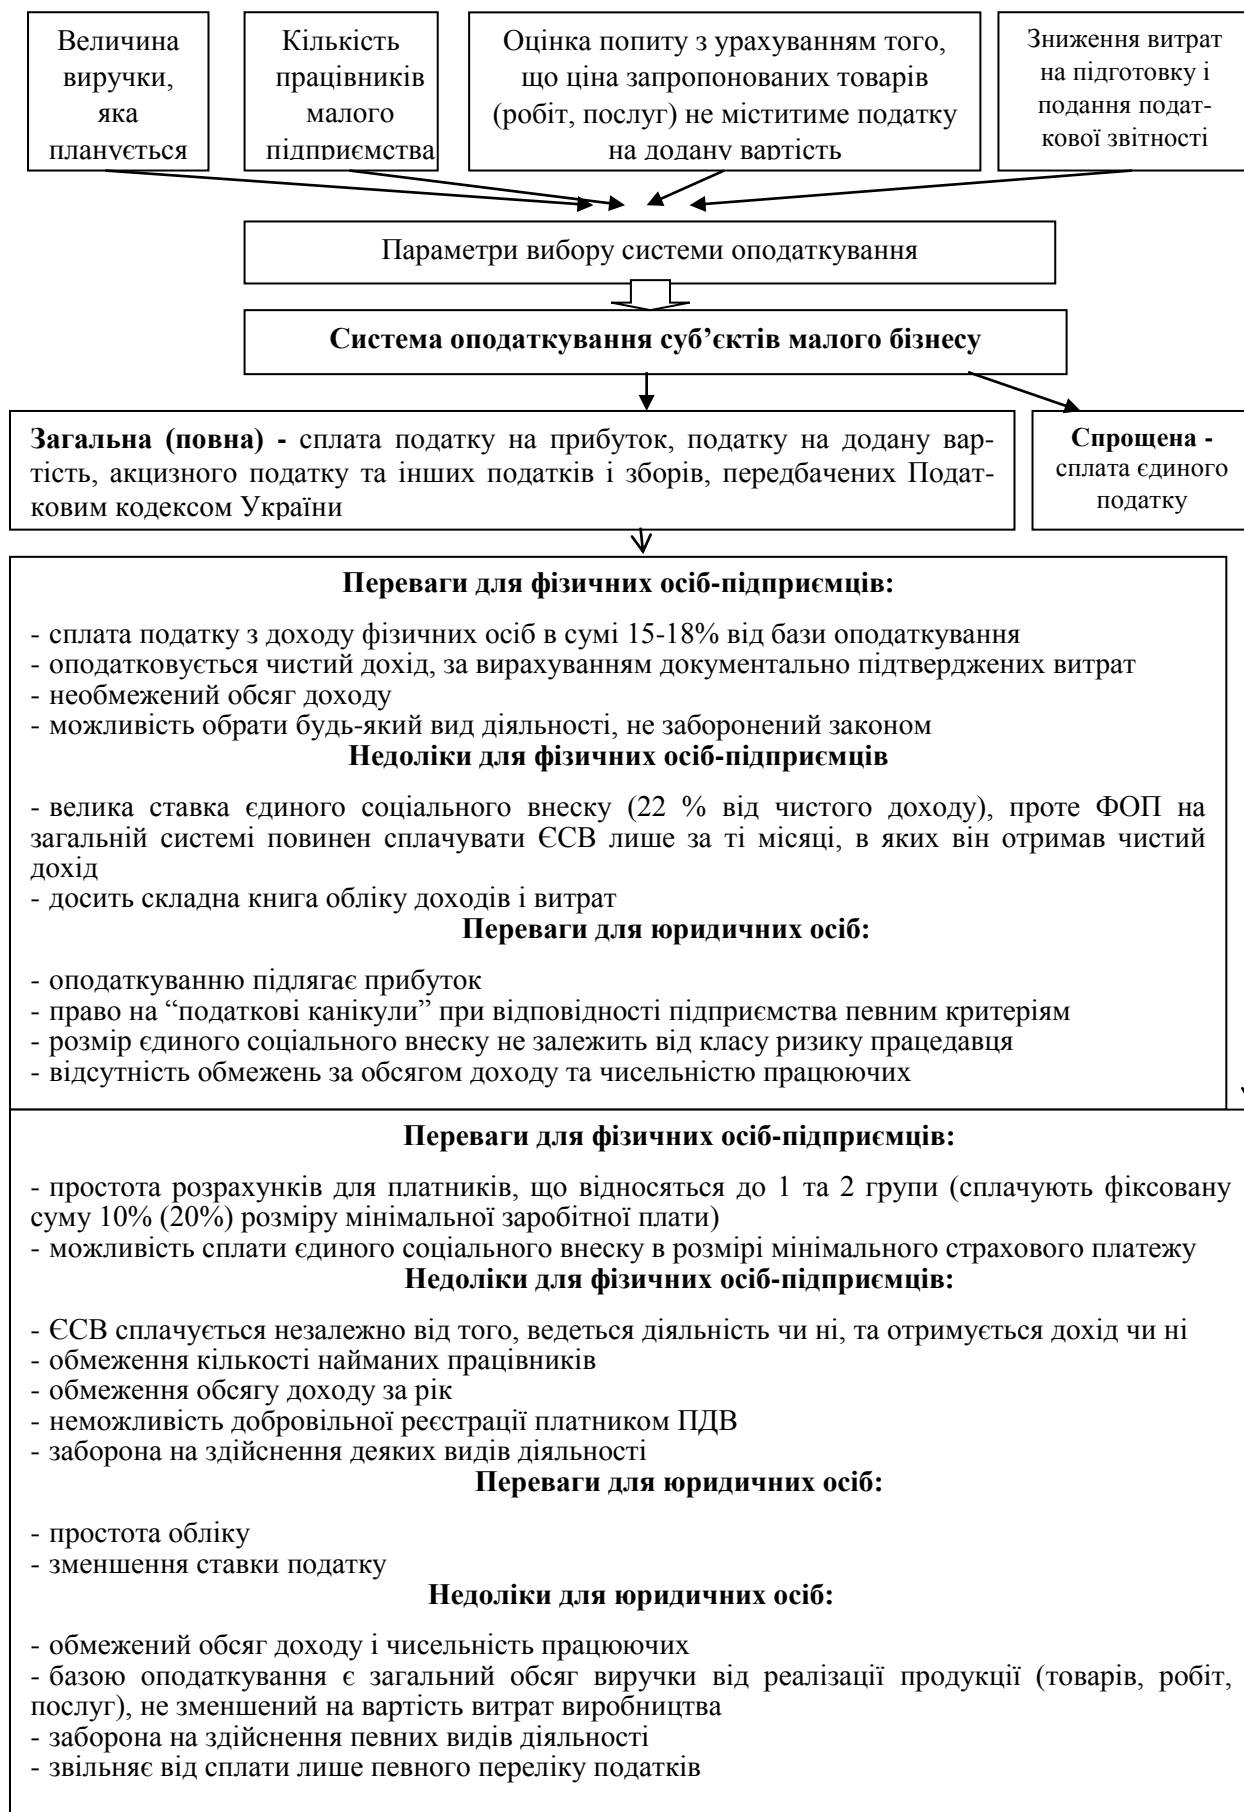 Величина
виручки,
яка
планується
Кількість
працівників
малого
підприємства
Оцінка попиту з урахуванням того,
що ціна запропонованих товарів
(робіт, послуг) не міститиме податку
на додану вартість
Зниження витрат
на підготовку і
подання подат-
кової звітності
Параметри вибору системи оподаткування
Система оподаткування суб’єктів малого бізнесу
Загальна (повна) - сплата податку на прибуток, податку на додану вар-
тість, акцизного податку та інших податків і зборів, передбачених Подат-
ковим кодексом України
Спрощена -
сплата єдиного
податку
Переваги для фізичних осіб-підприємців:
- сплата податку з доходу фізичних осіб в сумі 15-18% від бази оподаткування
- оподатковується чистий дохід, за вирахуванням документально підтверджених витрат
- необмежений обсяг доходу
- можливість обрати будь-який вид діяльності, не заборонений законом
Недоліки для фізичних осіб-підприємців
- велика ставка єдиного соціального внеску (22 % від чистого доходу), проте ФОП на
загальній системі повинен сплачувати ЄСВ лише за ті місяці, в яких він отримав чистий
дохід
- досить складна книга обліку доходів і витрат
Переваги для юридичних осіб:
- оподаткуванню підлягає прибуток
- право на “податкові канікули” при відповідності підприємства певним критеріям
- розмір єдиного соціального внеску не залежить від класу ризику працедавця
- відсутність обмежень за обсягом доходу та чисельністю працюючих
Переваги для фізичних осіб-підприємців:
- простота розрахунків для платників, що відносяться до 1 та 2 групи (сплачують фіксовану
суму 10% (20%) розміру мінімальної заробітної плати)
- можливість сплати єдиного соціального внеску в розмірі мінімального страхового платежу
Недоліки для фізичних осіб-підприємців:
- ЄСВ сплачується незалежно від того, ведеться діяльність чи ні, та отримується дохід чи ні
- обмеження кількості найманих працівників
- обмеження обсягу доходу за рік
- неможливість добровільної реєстрації платником ПДВ
- заборона на здійснення деяких видів діяльності
Переваги для юридичних осіб:
- простота обліку
- зменшення ставки податку
Недоліки для юридичних осіб:
- обмежений обсяг доходу і чисельність працюючих
- базою оподаткування є загальний обсяг виручки від реалізації продукції (товарів, робіт,
послуг), не зменшений на вартість витрат виробництва
- заборона на здійснення певних видів діяльності
- звільняє від сплати лише певного переліку податків